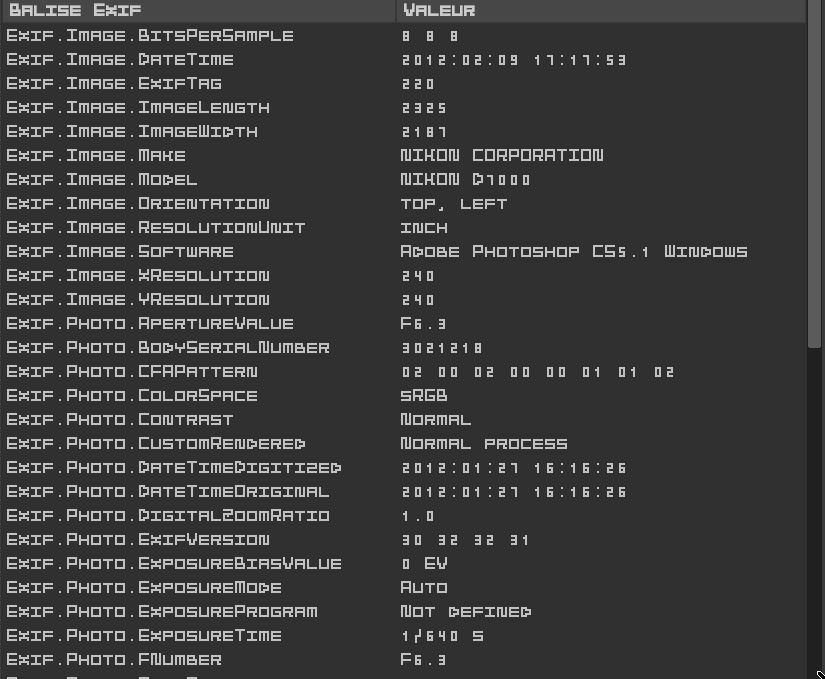 Balise Exif Valeur
Exif.Image.BitsPerSample 8 8 8
Exif.Image.DateTime 2012:02:09 17:17:53
Exif.Image.ExifTag 220
Exif.Image.ImageLength 2325
Exif.Image.ImageWidth 2187
Exif.Image.Make NIKON CORPORATION
Exif.Image.Model NIKON D7000
Exif.Image.Orientation top, left
Exif.Image.ResolutionUnit inch
Exif.Image.Software Adobe Photoshop CS5.1 Windows
Exif.Image.XResolution 240
Exif.Image.YResolution 240
Exif.Photo.ApertureValue F6.3
Exif.Photo.BodySerialNumber 3021218
Exif.Photo.CFAPattern 02 00 02 00 00 01 01 02
Exif.Photo.ColorSpace sRGB
Exif.Photo.Contrast Normal
Exif.Photo.CustomRendered Normal process
Exif.Photo.DateTimeDigitized 2012:01:27 16:16:26
Exif.Photo.DateTimeOriginal 2012:01:27 16:16:26
Exif.Photo.DigitalZoomRatio 1.0
Exif.Photo.ExifVersion 30 32 32 31
Exif.Photo.ExposureBiasValue 0 EV
Exif.Photo.ExposureMode Auto
Exif.Photo.ExposureProgram Not defined
Exif.Photo.ExposureTime 1/640 s
Exif.Photo.FNumber F6.3